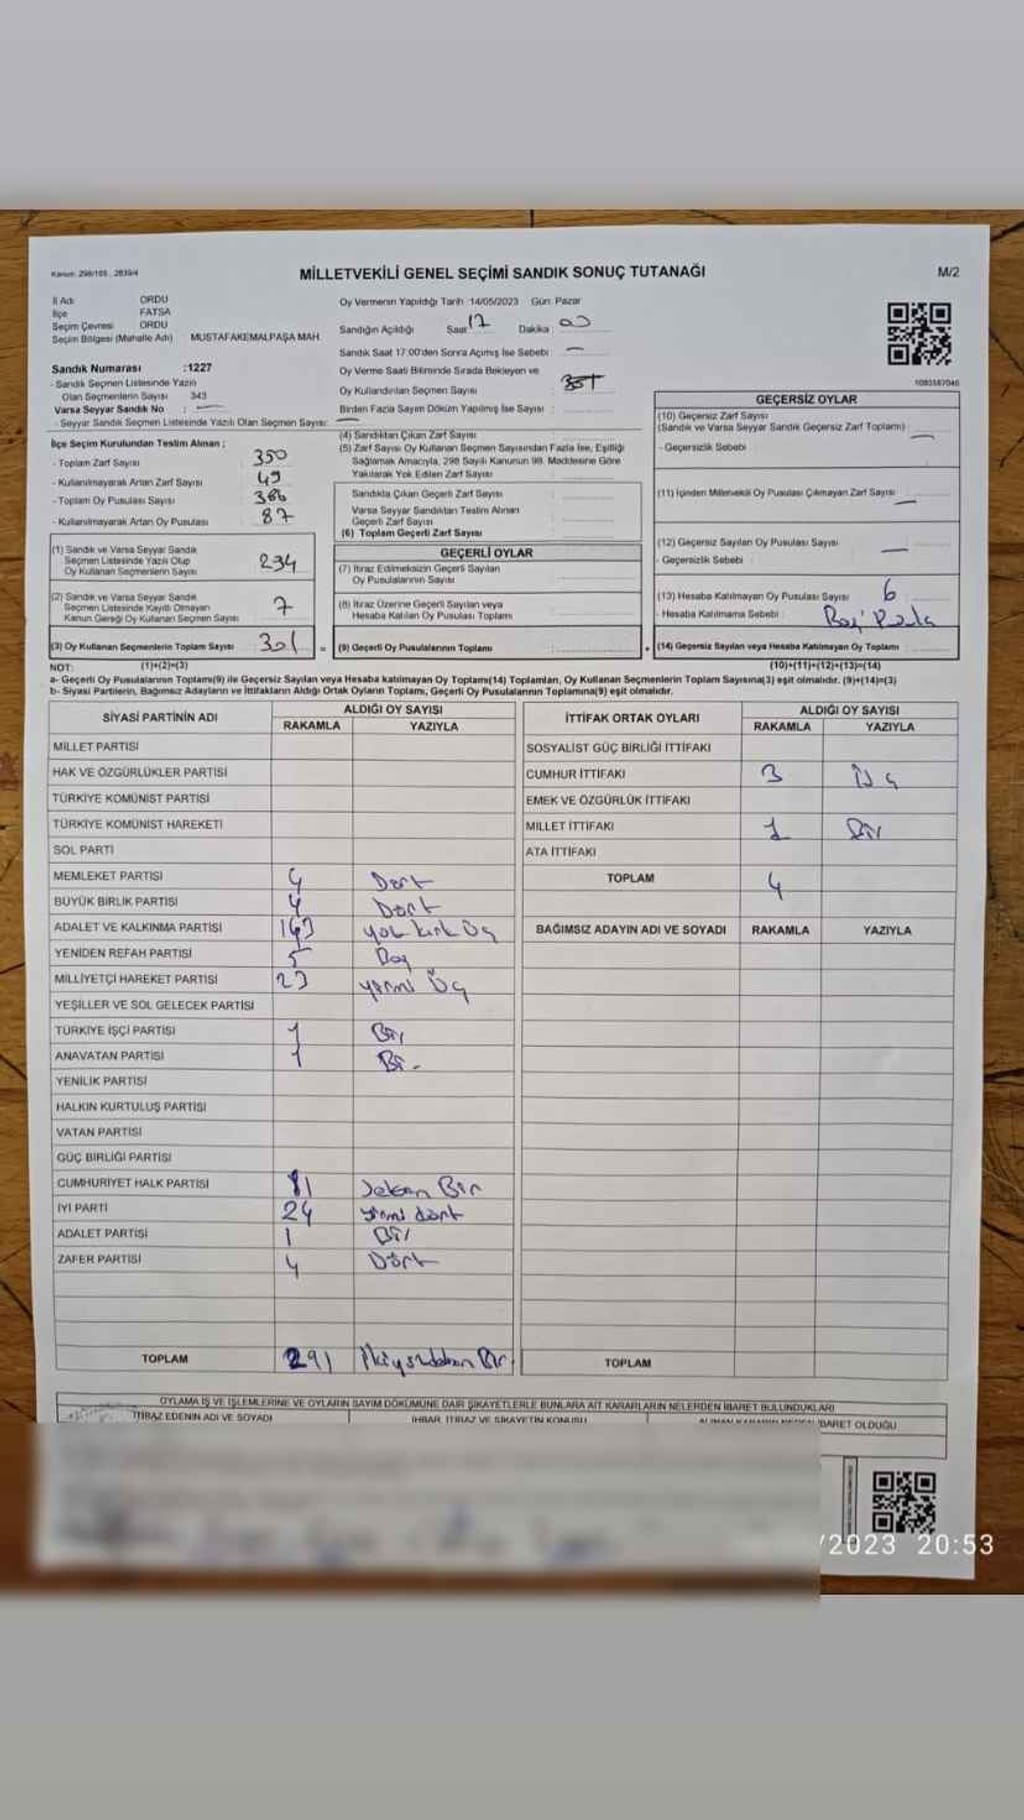 Kanun: 298/105 , 2839/4
MİLLETVEKİLİ GENEL SEÇİMİ SANDIK SONUÇ TUTANAĞI
M/2
İl Adı ORDU
İlçe FATSA
Seçim Çevresi ORDU
Seçim Bölgesi (Mahalle Adı) MUSTAFAKEMALPAŞA MAH.
Oy Vermenin Yapıldığı Tarih :14/05/2023 Gün: Pazar
Sandığın Açıldığı Saat 17 Dakika : 00
Sandık Saat 17:00'den Sonra Açımış İse Sebebi : —
Oy Verme Saati Bitiminde Sırada Bekleyen ve
Oy Kullandırılan Seçmen Sayısı :
Birden Fazla Sayım Döküm Yapılmış İse Sayısı :
Sandık Numarası :1227
- Sandık Seçmen Listesinde Yazılı
Olan Seçmenlerin Sayısı 343
Varsa Seyyar Sandık No : —
- Seyyar Sandık Seçmen Listesinde Yazılı Olan Seçmen Sayısı: —
İlçe Seçim Kurulundan Teslim Alınan ;
- Toplam Zarf Sayısı 350
- Kullanılmayarak Artan Zarf Sayısı 49
- Toplam Oy Pusulası Sayısı 386
- Kullanılmayarak Artan Oy Pusulası 87
(1) Sandık ve Varsa Seyyar Sandık
Seçmen Listesinde Yazılı Olup
Oy Kullanan Seçmenlerin Sayısı 294
(2) Sandık ve Varsa Seyyar Sandık
Seçmen Listesinde Kayıtlı Olmayan
Kanun Gereği Oy Kullanan Seçmen Sayısı 7
(3) Oy Kullanan Seçmenlerin Toplam Sayısı 301 =
(4) Sandıktan Çıkan Zarf Sayısı
(5) Zarf Sayısı Oy Kullanan Seçmen Sayısından Fazla İse, Eşitliği
Sağlamak Amacıyla, 298 Sayılı Kanunun 98. Maddesine Göre
Yakılarak Yok Edilen Zarf Sayısı
Sandıkta Çıkan Geçerli Zarf Sayısı
Varsa Seyyar Sandıktan Teslim Alınan
Geçerli Zarf Sayısı
(6) Toplam Geçerli Zarf Sayısı
GEÇERLİ OYLAR
(7) İtiraz Edilmeksizin Geçerli Sayılan
Oy Pusulalarının Sayısı
(8) İtiraz Üzerine Geçerli Sayılan veya
Hesaba Katılan Oy Pusulası Toplamı
(9) Geçerli Oy Pusulalarının Toplamı : +
GEÇERSİZ OYLAR
(10) Geçersiz Zarf Sayısı
(Sandık ve Varsa Seyyar Sandık Geçersiz Zarf Toplamı) —
- Geçersizlik Sebebi
(11) İçinden Milletvekili Oy Pusulası Çıkmayan Zarf Sayısı —
(12) Geçersiz Sayılan Oy Pusulası Sayısı —
- Geçersizlik Sebebi
(13) Hesaba Katılmayan Oy Pusulası Sayısı 6
- Hesaba Katılmama Sebebi :
(14) Geçersiz Sayılan veya Hesaba Katılmayan Oy Toplamı
NOT: (1)+(2)=(3) (10)+(11)+(12)+(13)=(14)
a- Geçerli Oy Pusulasının Toplamı(9) ile Geçersiz Sayılan veya Hesaba katılmayan Oy Toplamı(14) Toplamları, Oy Kullanan Seçmenlerin Toplam Sayısına(3) eşit olmalıdır. (9)+(14)=(3)
b- Siyasi Partilerin, Bağımsız Adayların ve İttifakların Aldığı Ortak Oyların Toplamı, Geçerli Oy Pusulalarının Toplamına(9) eşit olmalıdır.
SİYASİ PARTİNİN ADI ALDIĞI OY SAYISI
RAKAMLA YAZIYLA
MİLLET PARTİSİ
HAK VE ÖZGÜRLÜKLER PARTİSİ
TÜRKİYE KOMÜNİST PARTİSİ
TÜRKİYE KOMÜNİST HAREKETİ
SOL PARTİ
MEMLEKET PARTİSİ 4 Dört
BÜYÜK BİRLİK PARTİSİ 4 Dört
ADALET VE KALKINMA PARTİSİ 143 yüz kırk üç
YENİDEN REFAH PARTİSİ 5 Beş
MİLLİYETÇİ HAREKET PARTİSİ 23 yirmi üç
YEŞİLLER VE SOL GELECEK PARTİSİ
TÜRKİYE İŞÇİ PARTİSİ 1 Bir
ANAVATAN PARTİSİ 1 Bir
YENİLİK PARTİSİ
HALKIN KURTULUŞ PARTİSİ
VATAN PARTİSİ
GÜÇ BİRLİĞİ PARTİSİ
CUMHURİYET HALK PARTİSİ 81 Seksen Bir
İYİ PARTİ 24 yirmi dört
ADALET PARTİSİ 1 Bir
ZAFER PARTİSİ 4 Dört
TOPLAM 291
İTTİFAK ORTAK OYLARI ALDIĞI OY SAYISI
RAKAMLA YAZIYLA
SOSYALİST GÜÇ BİRLİĞİ İTTİFAKI
CUMHUR İTTİFAKI 3 Üç
EMEK VE ÖZGÜRLÜK İTTİFAKI
MİLLET İTTİFAKI 1 Bir
ATA İTTİFAKI
TOPLAM 4
BAĞIMSIZ ADAYIN ADI VE SOYADI RAKAMLA YAZIYLA
TOPLAM
OYLAMA İŞ VE İŞLEMLERİNE VE OYLARIN SAYIM DÖKÜMÜNE DAİR ŞİKAYETLERLE BUNLARA AİT KARARLARIN NELERDEN İBARET BULUNDUKLARI
İTİRAZ EDENİN ADI VE SOYADI İHBAR, İTİRAZ VE ŞİKAYETİN KONUSU İBARET OLDUĞU
/2023 20:53